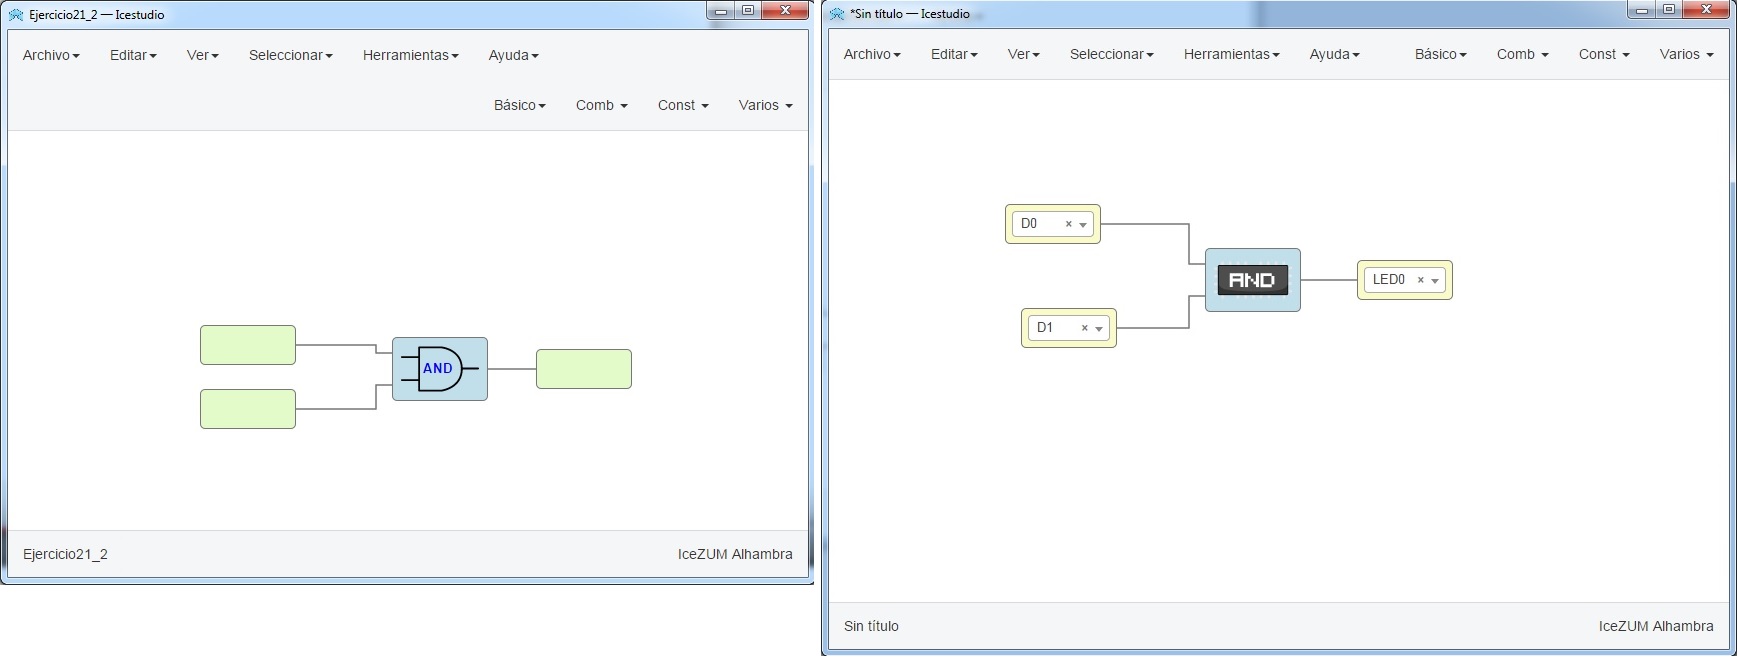 Ejercicio21_2 — Icestudio
Archivo Editar Ver Seleccionar Herramientas Ayuda
Básico Comb Const Varios
AND
Ejercicio21_2 IceZUM Alhambra
*Sin título — Icestudio
Archivo Editar Ver Seleccionar Herramientas Ayuda Básico Comb Const Varios
D0 ×
AND
LED0 ×
D1 ×
Sin título IceZUM Alhambra